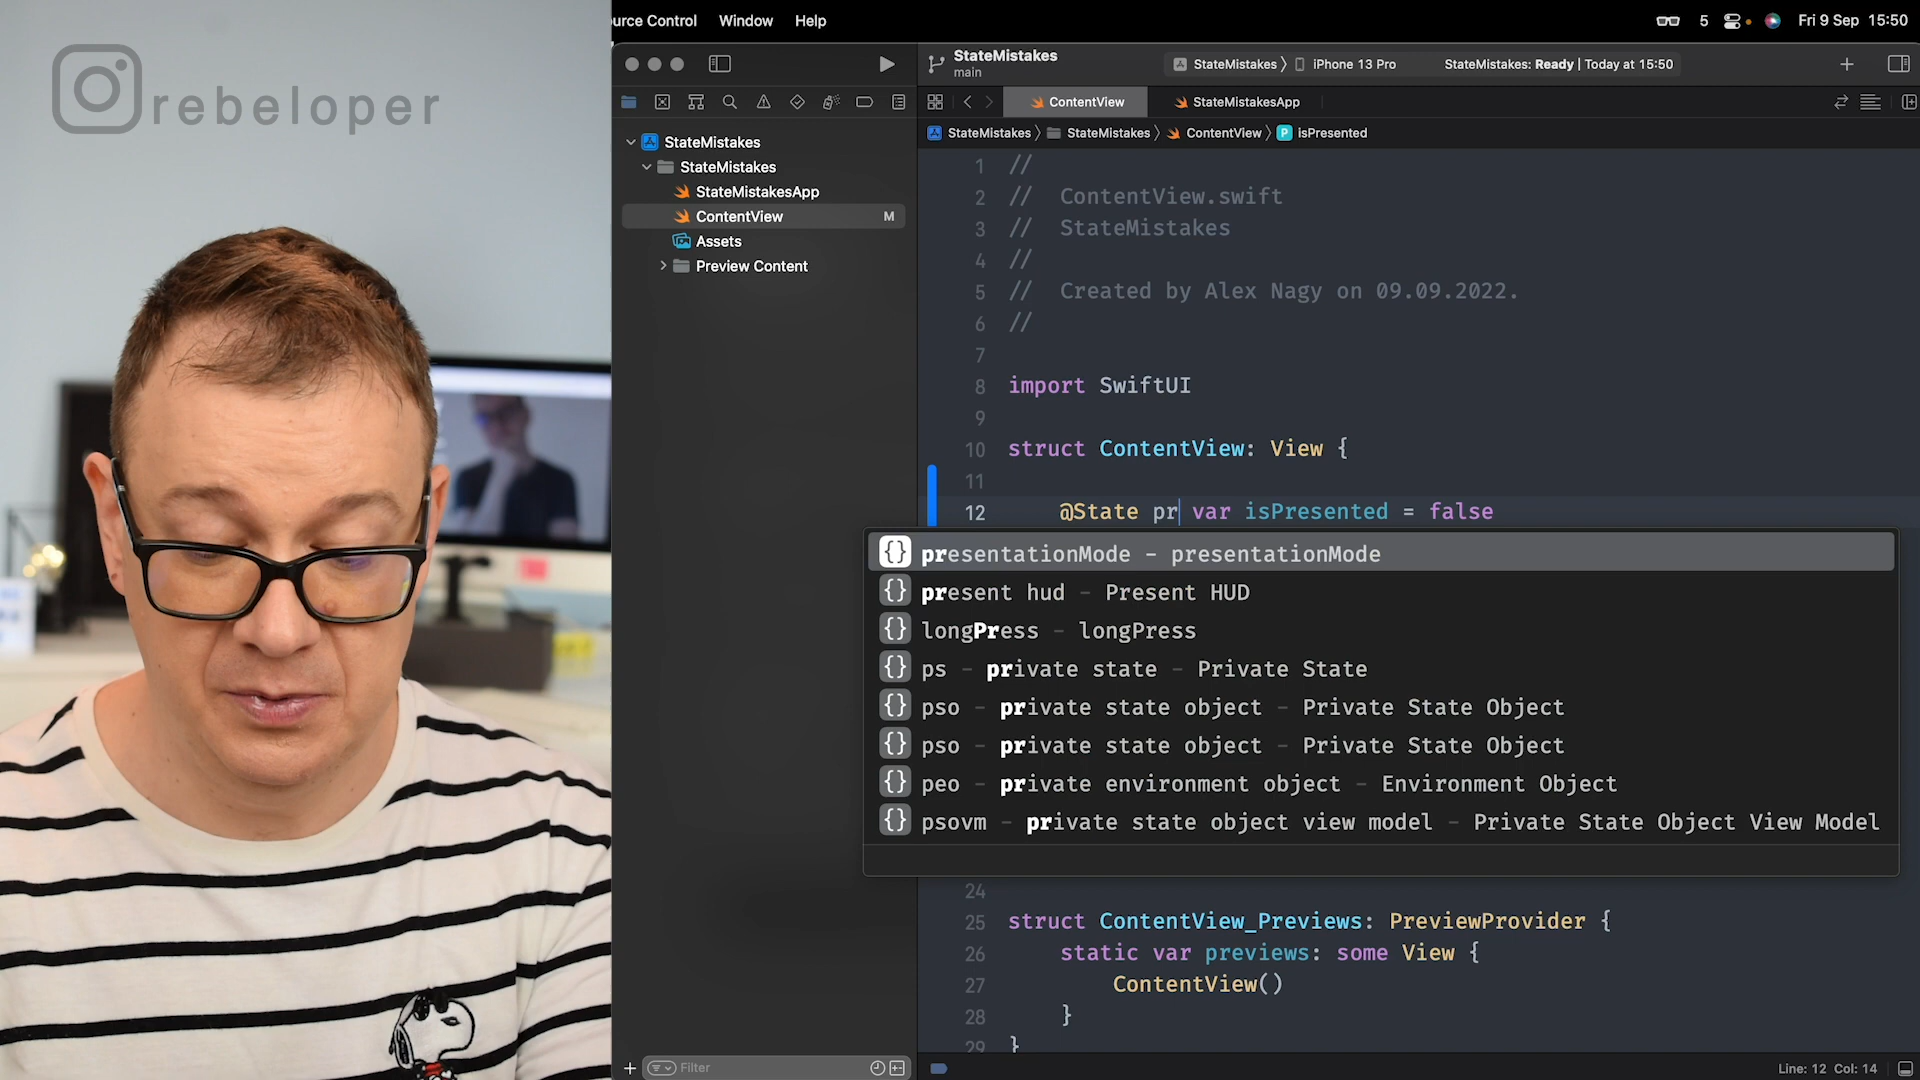 rebeloper
urce Control Window Help
5 Fri 9 Sep 15:50
StateMistakes
main
StateMistakes iPhone 13 Pro
StateMistakes: Ready | Today at 15:50
ContentView
StateMistakesApp
StateMistakes StateMistakes ContentView P isPresented
StateMistakes
StateMistakes
StateMistakesApp
ContentView M
Assets
Preview Content
Filter
1 //
2 // ContentView.swift
3 // StateMistakes
4 //
5 // Created by Alex Nagy on 09.09.2022.
6 //
7
8 import SwiftUI
9
10 struct ContentView: View {
11
12 @State pr var isPresented = false
{} presentationMode - presentationMode
{} present hud - Present HUD
{} longPress - longPress
{} ps - private state - Private State
{} pso - private state object - Private State Object
{} pso - private state object - Private State Object
{} peo - private environment object - Environment Object
{} psovm - private state object view model - Private State Object View Model
24
25 struct ContentView_Previews: PreviewProvider {
26 static var previews: some View {
27 ContentView()
28 }
29 }
Line: 12 Col: 14